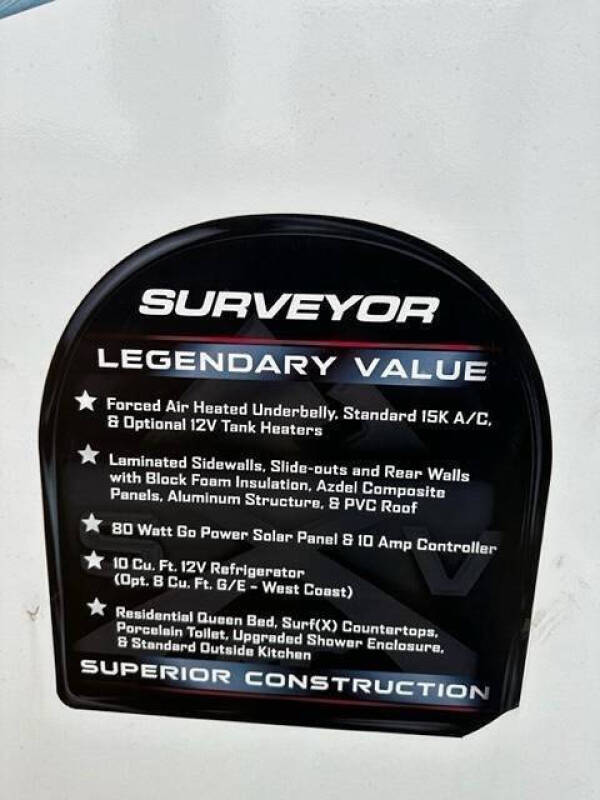 SURVEYOR
LEGENDARY VALUE
Forced Air Heated Underbelly, Standard 15K A/C,
& Optional 12V Tank Heaters
Laminated Sidewalls, Slide-outs and Rear Walls
with Block Foam Insulation, Azdel Composite
Panels, Aluminum Structure, & PVC Roof
80 Watt Go Power Solar Panel & 10 Amp Controller
10 Cu. Ft. 12V Refrigerator
(Opt. 8 Cu. Ft. G/E - West Coast)
Residential Queen Bed, Surf(X) Countertops,
Porcelain Toilet, Upgraded Shower Enclosure,
& Standard Outside Kitchen
SUPERIOR CONSTRUCTION